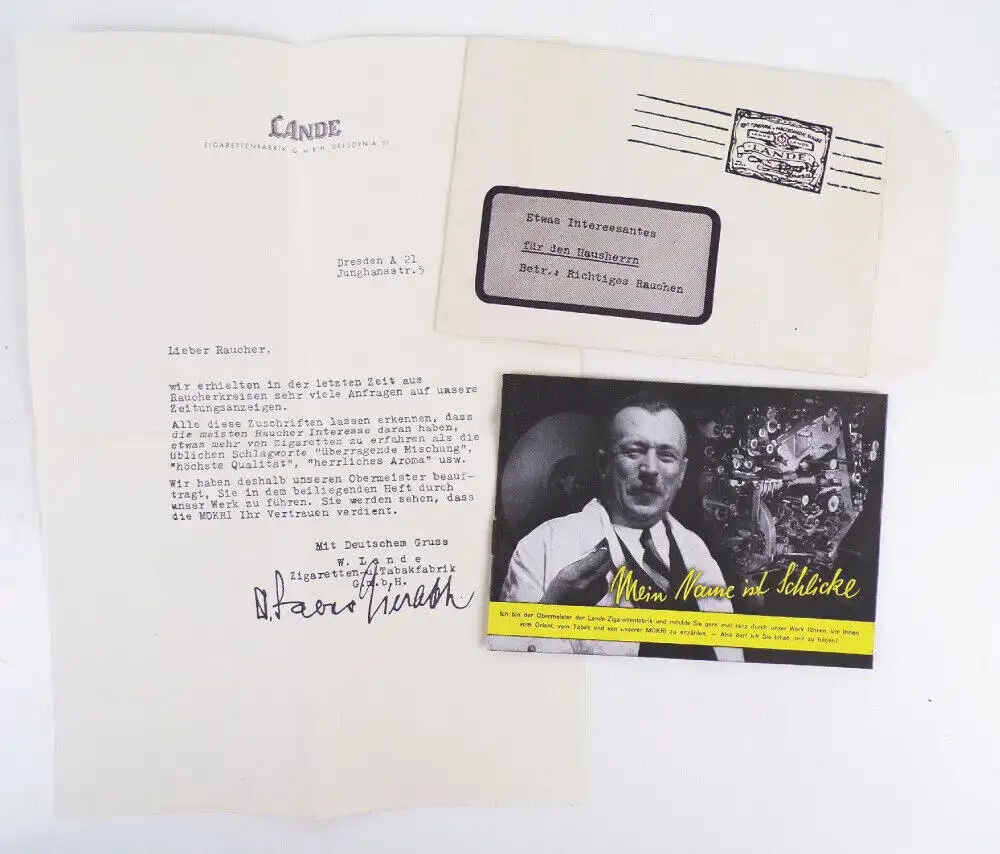 LANDE
ZIGARETTENFABRIK G.M.B.H. DRESDEN A 21
Dresden A 21
Junghansstr.5
Lieber Raucher,
wir erhielten in der letzten Zeit aus
Raucherkreisen sehr viele Anfragen auf unsere
Zeitungsanzeigen.
Alle diese Zuschriften lassen erkennen, dass
die meisten Raucher Interesse daran haben,
etwas mehr von Zigaretten zu erfahren als die
üblichen Schlagworte "überragende Mischung",
"höchste Qualität", "herrliches Aroma" usw.
Wir haben deshalb unseren Obermeister beauf-
tragt, Sie in dem beiliegenden Heft durch
unser Werk zu führen. Sie werden sehen, dass
die MOKRI Ihr Vertrauen verdient.
Mit Deutschem Gruss
W. Lande
Zigaretten-u.Tabakfabrik
G.m.b.H.
LANDE
Etwas Interessantes
für den Hausherrn
Betr.: Richtiges Rauchen
Mein Name ist Schlicke
Ich bin der Obermeister der Lande-Zigarettenfabrik und möchte Sie gern mal kurz durch unser Werk führen, um Ihnen
vom Orient, vom Tabak und von unserer MOKRI zu erzählen. — Also darf ich Sie bitten, mir zu folgen!